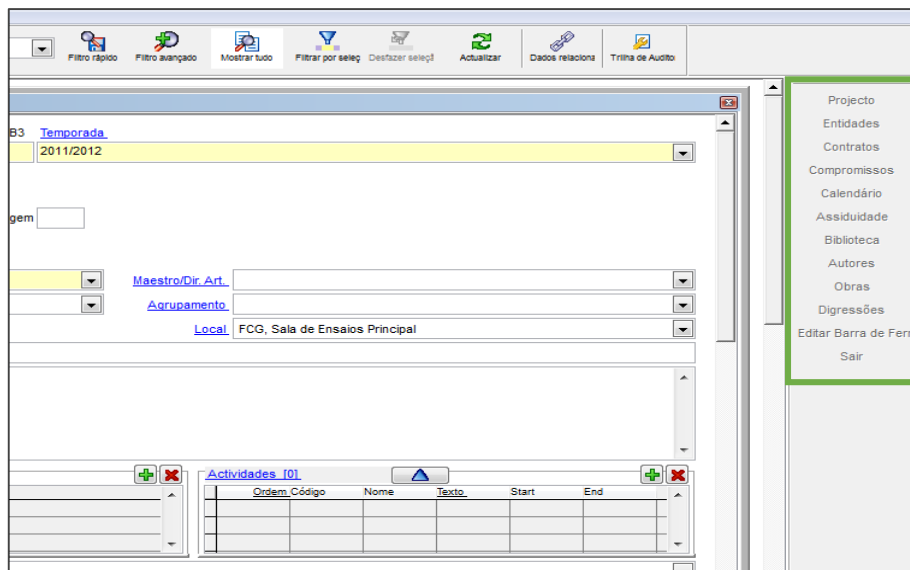 Filtro rápido Filtro avançado Mostrar tudo Filtrar por seleç Desfazer seleçã Actualizar Dados relaciona Trilha de Audito
B3 Temporada
2011/2012
gem
Maestro/Dir. Art.
Agrupamento
Local FCG, Sala de Ensaios Principal
Actividades [0]
Ordem Código Nome Texto Start End
Projecto
Entidades
Contratos
Compromissos
Calendário
Assiduidade
Biblioteca
Autores
Obras
Digressões
Editar Barra de Ferr
Sair